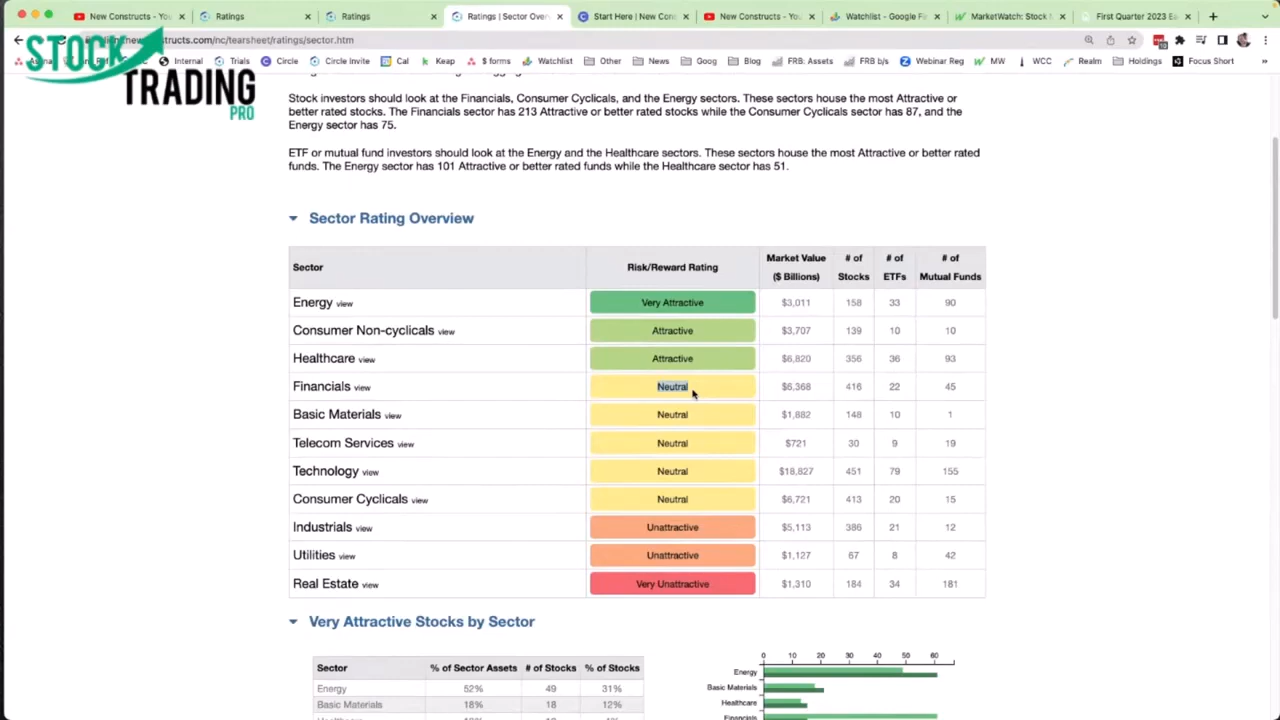 New Constructs - You
Ratings
Ratings
Ratings | Sector Over
Start Here | New Cons
New Constructs - You
Watchlist - Google Fi
MarketWatch: Stock M
First Quarter 2023 Ea
/nc/tearsheet/ratings/sector.htm
Internal
Trials
Circle
Circle Invite
Cal
Keap
$ forms
Watchlist
Other
News
Goog
Blog
FRB: Assets
FRB b/s
Webinar Reg
MW
WCC
Realm
Holdings
Focus Short
STOCK
TRADING
PRO
Stock investors should look at the Financials, Consumer Cyclicals, and the Energy sectors. These sectors house the most Attractive or
better rated stocks. The Financials sector has 213 Attractive or better rated stocks while the Consumer Cyclicals sector has 87, and the
Energy sector has 75.
ETF or mutual fund investors should look at the Energy and the Healthcare sectors. These sectors house the most Attractive or better rated
funds. The Energy sector has 101 Attractive or better rated funds while the Healthcare sector has 51.
Sector Rating Overview
Sector Risk/Reward Rating Market Value ($ Billions) # of Stocks # of ETFs # of Mutual Funds
Energy view Very Attractive $3,011 158 33 90
Consumer Non-cyclicals view Attractive $3,707 139 10 10
Healthcare view Attractive $6,820 356 36 93
Financials view Neutral $6,368 416 22 45
Basic Materials view Neutral $1,882 148 10 1
Telecom Services view Neutral $721 30 9 19
Technology view Neutral $18,827 451 79 155
Consumer Cyclicals view Neutral $6,721 413 20 15
Industrials view Unattractive $5,113 386 21 12
Utilities view Unattractive $1,127 67 8 42
Real Estate view Very Unattractive $1,310 184 34 181
Very Attractive Stocks by Sector
Sector % of Sector Assets # of Stocks % of Stocks
Energy 52% 49 31%
Basic Materials 18% 18 12%
0 10 20 30 40 50 60
Energy
Basic Materials
Healthcare
Financials